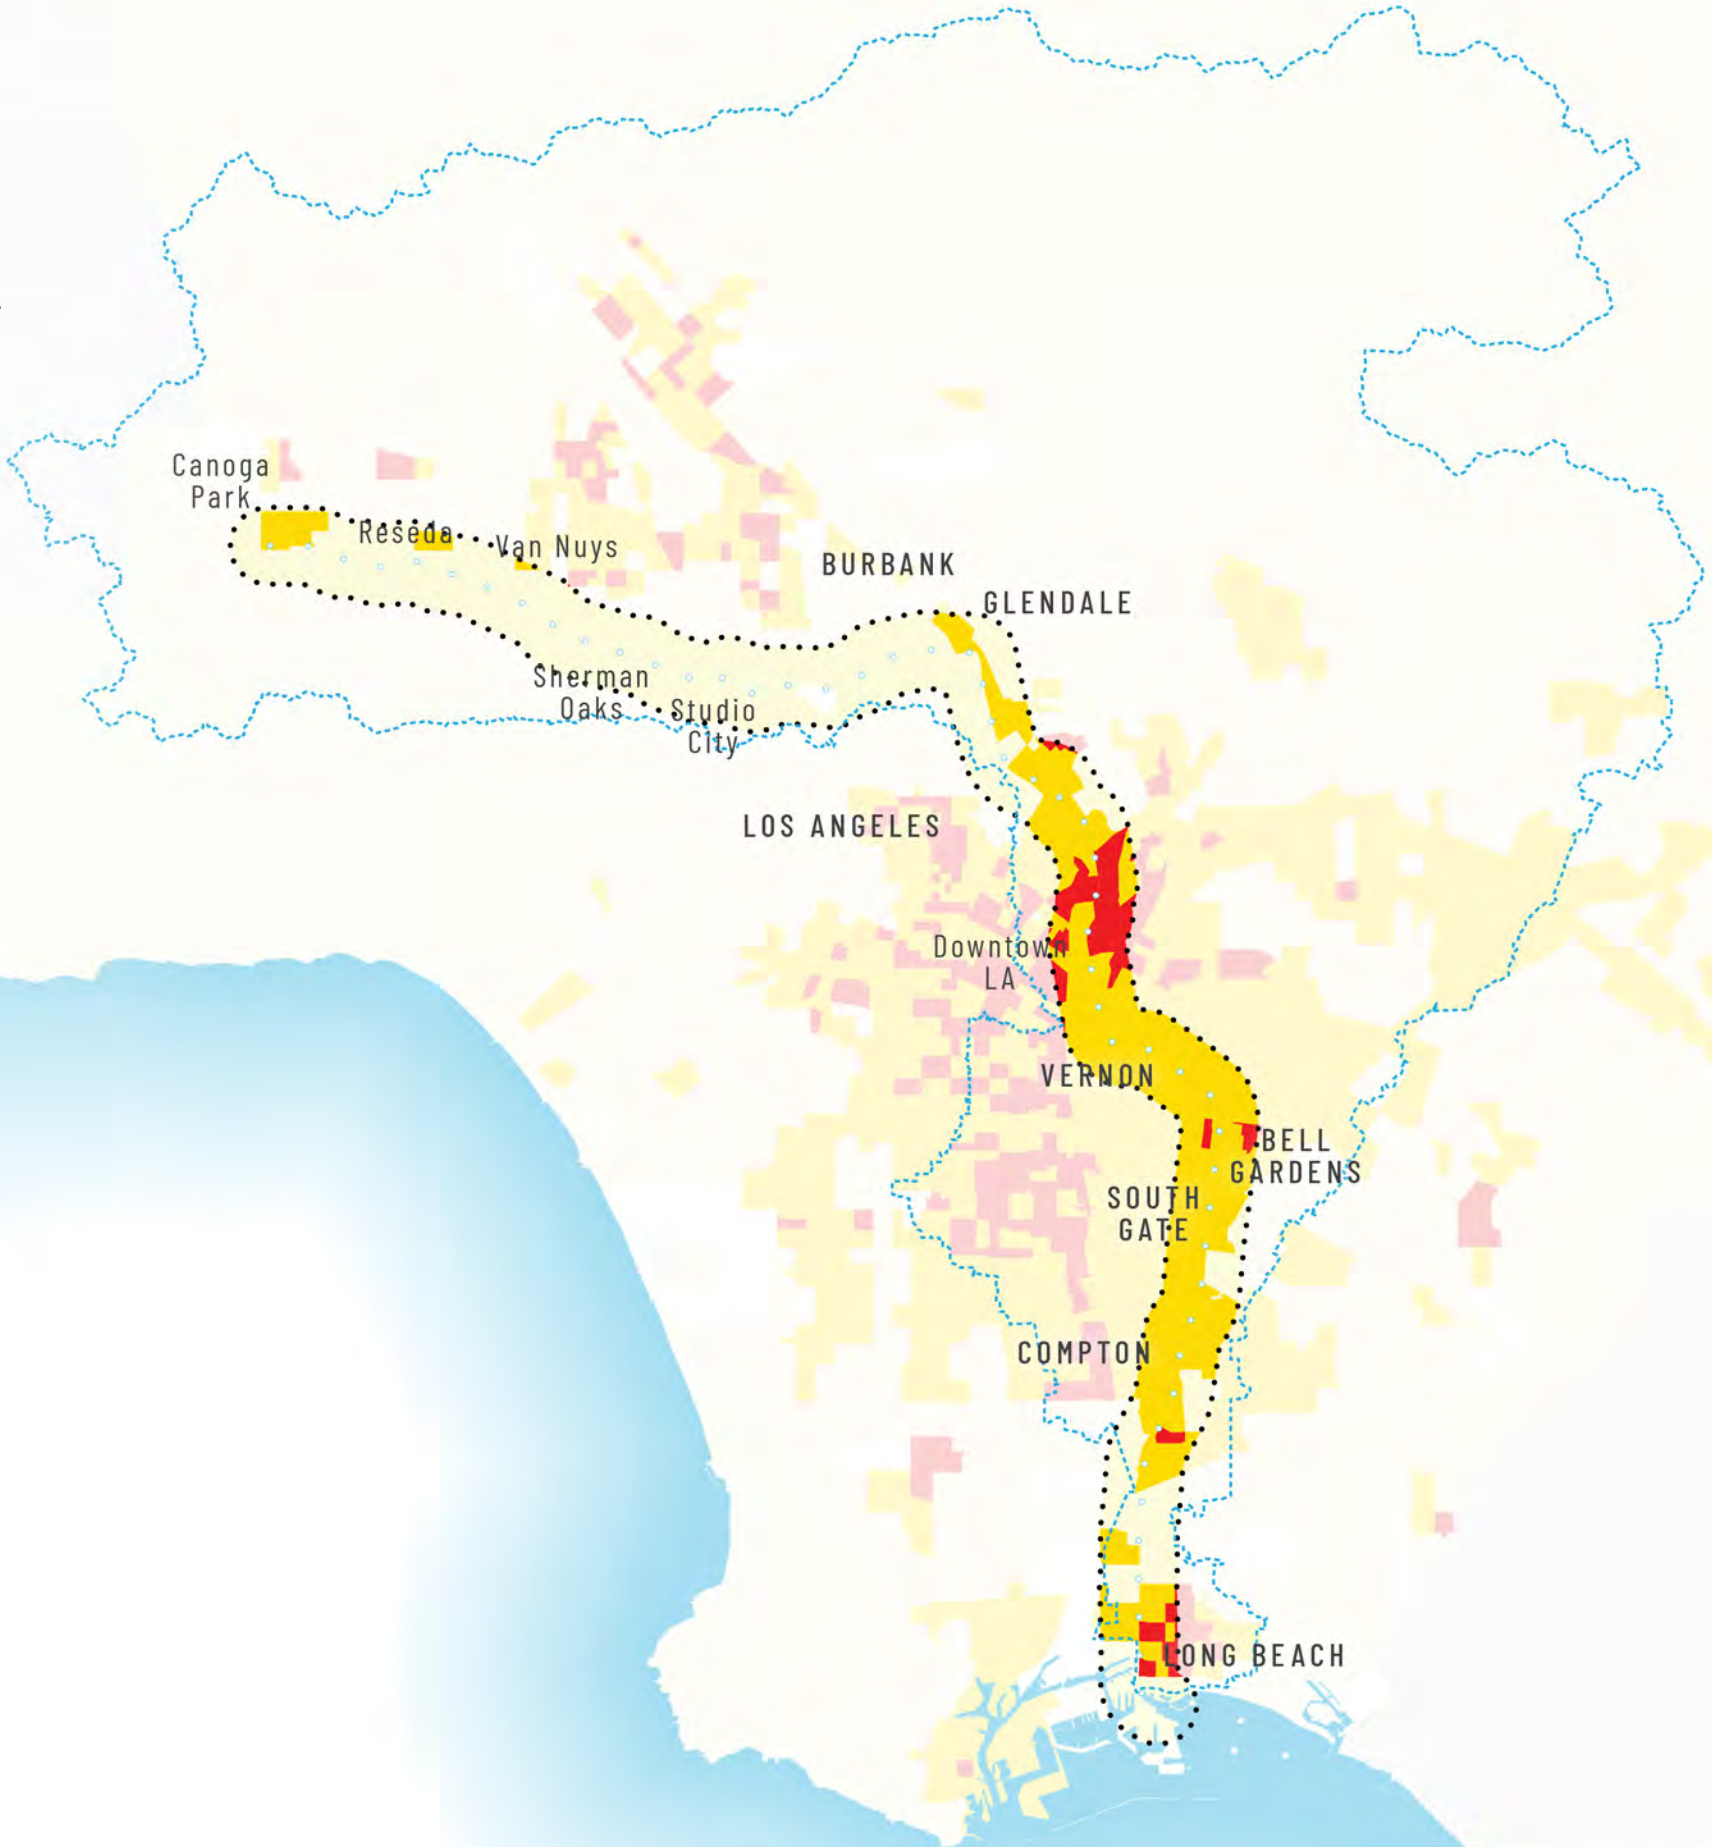 Canoga
Park
Reseda
Van Nuys
BURBANK
GLENDALE
Sherman
Oaks
Studio
City
LOS ANGELES
Downtown
LA
VERNON
BELL
GARDENS
SOUTH
GATE
COMPTON
LONG BEACH